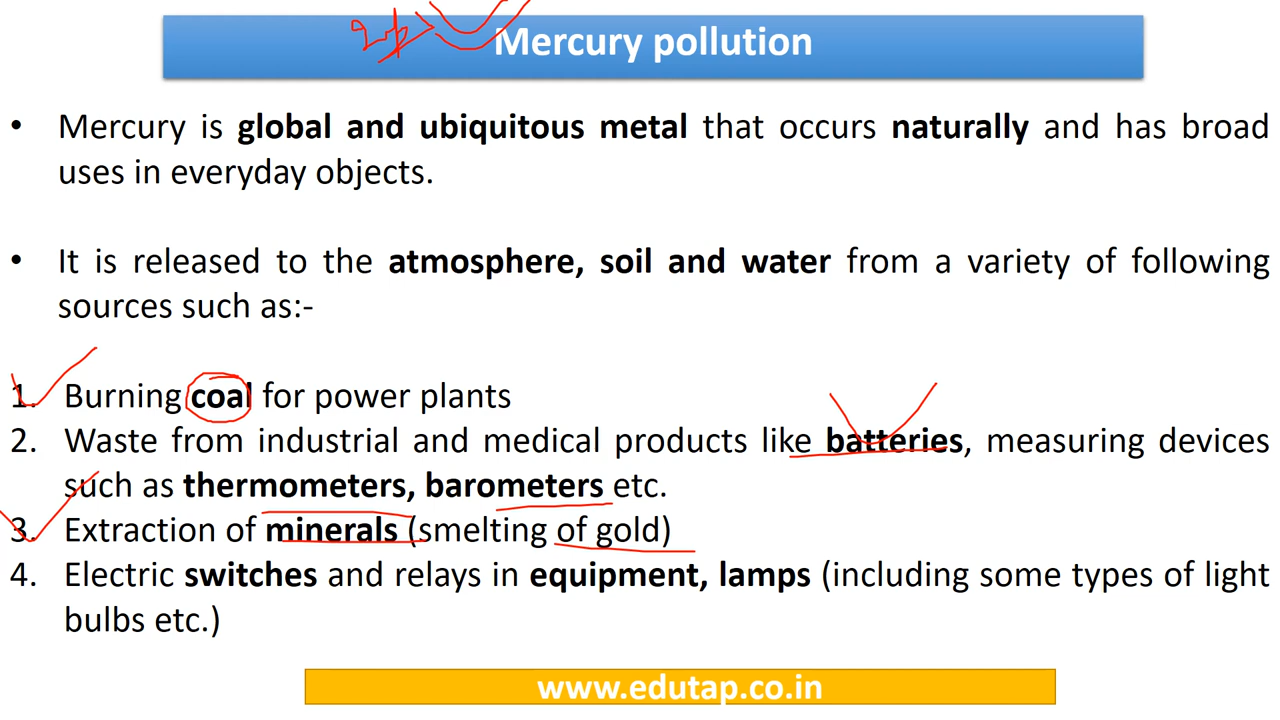 Mercury pollution
• Mercury is global and ubiquitous metal that occurs naturally and has broad
uses in everyday objects.
• It is released to the atmosphere, soil and water from a variety of following
sources such as:-
1. Burning coal for power plants
2. Waste from industrial and medical products like batteries, measuring devices
such as thermometers, barometers etc.
3. Extraction of minerals (smelting of gold)
4. Electric switches and relays in equipment, lamps (including some types of light
bulbs etc.)
www.edutap.co.in